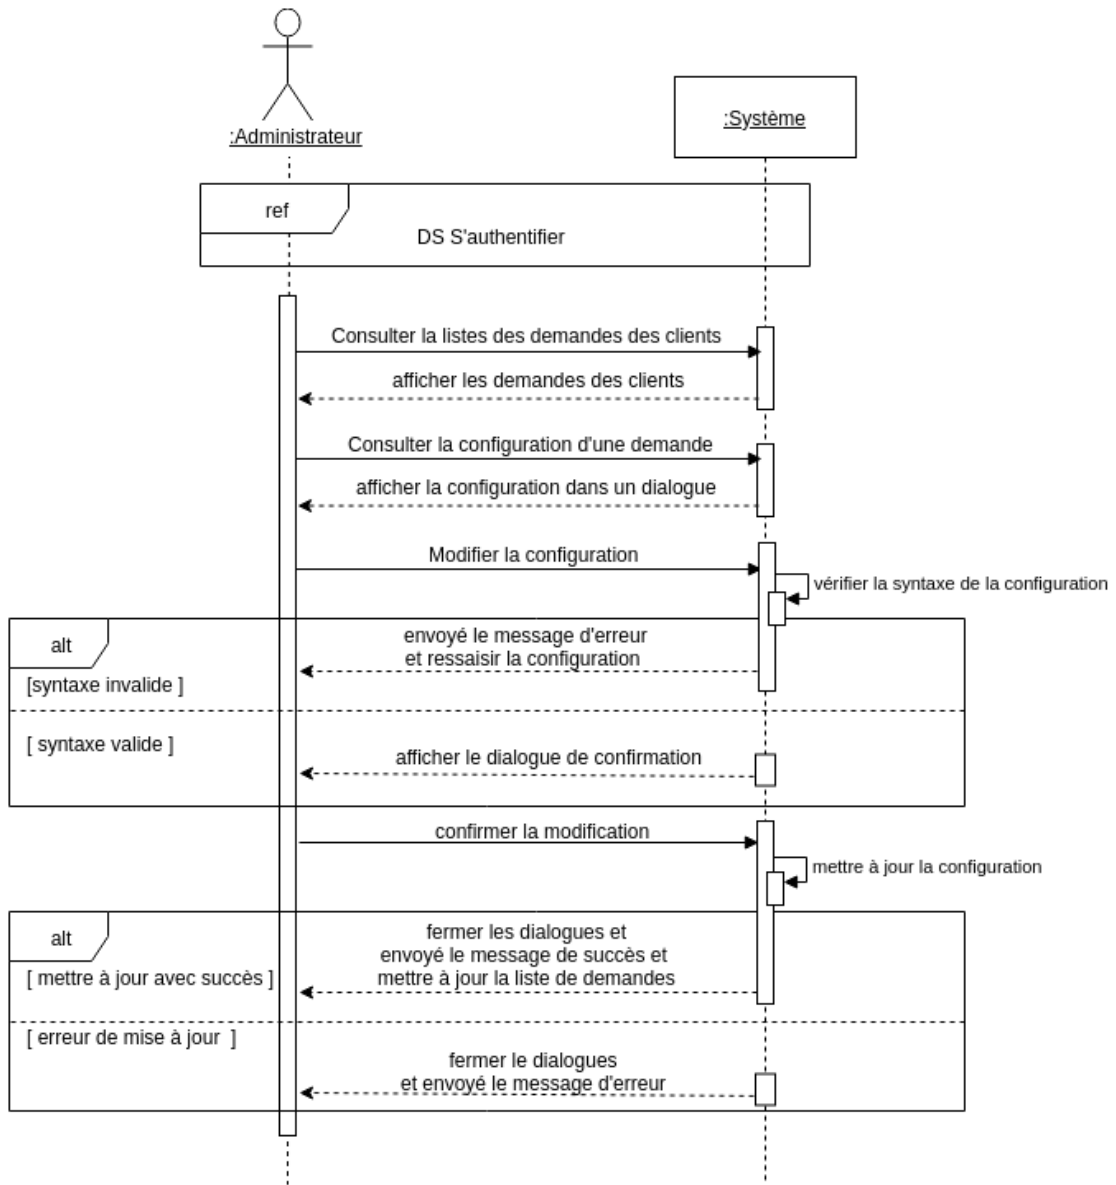 :Administrateur
:Système
ref
DS S'authentifier
Consulter la listes des demandes des clients
afficher les demandes des clients
Consulter la configuration d'une demande
afficher la configuration dans un dialogue
Modifier la configuration
vérifier la syntaxe de la configuration
alt
envoyé le message d'erreur
et ressaisir la configuration
[syntaxe invalide ]
[ syntaxe valide ]
afficher le dialogue de confirmation
confirmer la modification
mettre à jour la configuration
alt
fermer les dialogues et
envoyé le message de succès et
mettre à jour la liste de demandes
[ mettre à jour avec succès ]
[ erreur de mise à jour  ]
fermer le dialogues
et envoyé le message d'erreur